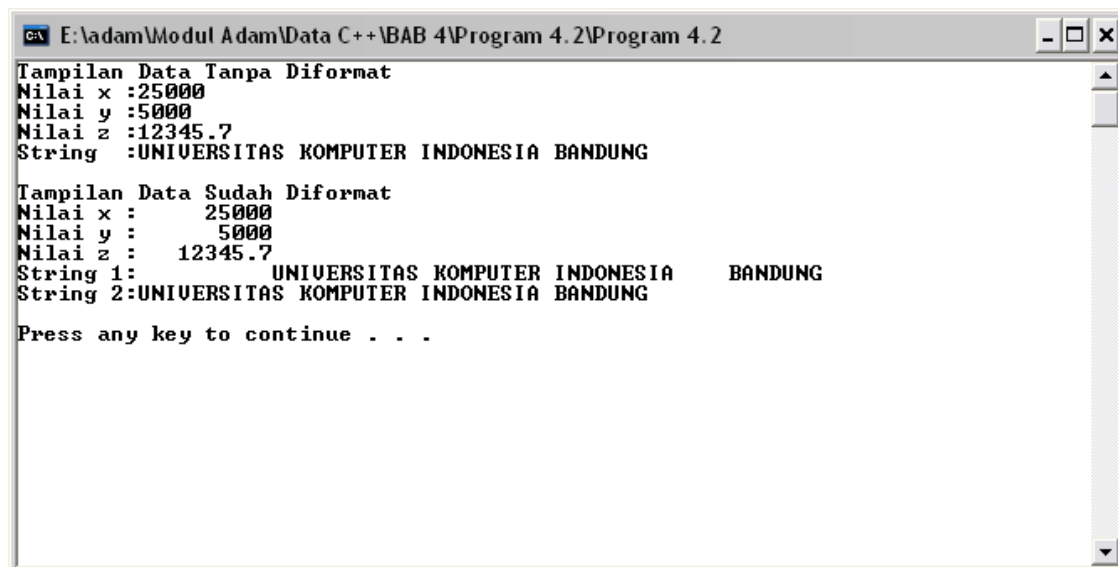 E:\adam\Modul Adam\Data C++\BAB 4\Program 4.2\Program 4.2
Tampilan Data Tanpa Diformat
Nilai x :25000
Nilai y :5000
Nilai z :12345.7
String  :UNIVERSITAS KOMPUTER INDONESIA BANDUNG
Tampilan Data Sudah Diformat
Nilai x :     25000
Nilai y :      5000
Nilai z :   12345.7
String 1:          UNIVERSITAS KOMPUTER INDONESIA    BANDUNG
String 2:UNIVERSITAS KOMPUTER INDONESIA BANDUNG
Press any key to continue . . .